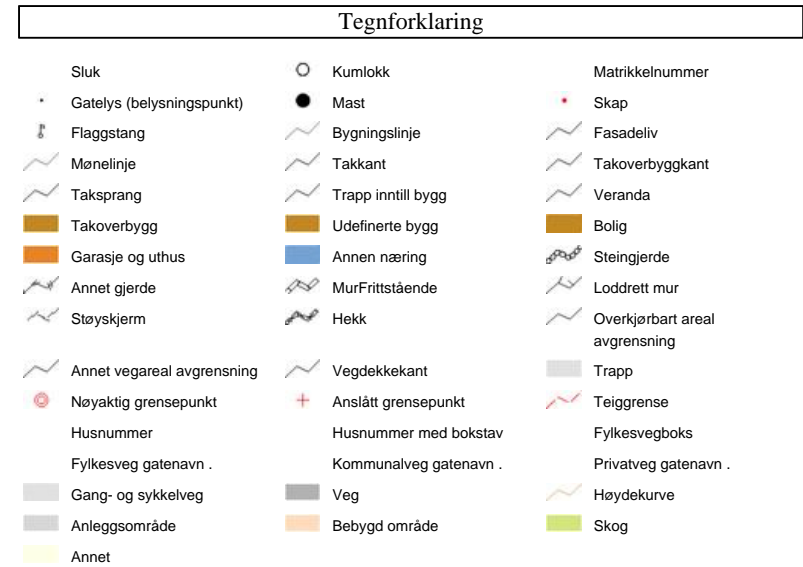 Tegnforklaring
Sluk Kumlokk Matrikkelnummer
Gatelys (belysningspunkt) Mast Skap
Flaggstang Bygningslinje Fasadeliv
Mønelinje Takkant Takoverbyggkant
Taksprang Trapp inntill bygg Veranda
Takoverbygg Udefinerte bygg Bolig
Garasje og uthus Annen næring Steingjerde
Annet gjerde MurFrittstående Loddrett mur
Støyskjerm Hekk Overkjørbart areal
avgrensning
Annet vegareal avgrensning Vegdekkekant Trapp
Nøyaktig grensepunkt Anslått grensepunkt Teiggrense
Husnummer Husnummer med bokstav Fylkesvegboks
Fylkesveg gatenavn . Kommunalveg gatenavn . Privatveg gatenavn .
Gang- og sykkelveg Veg Høydekurve
Anleggsområde Bebygd område Skog
Annet